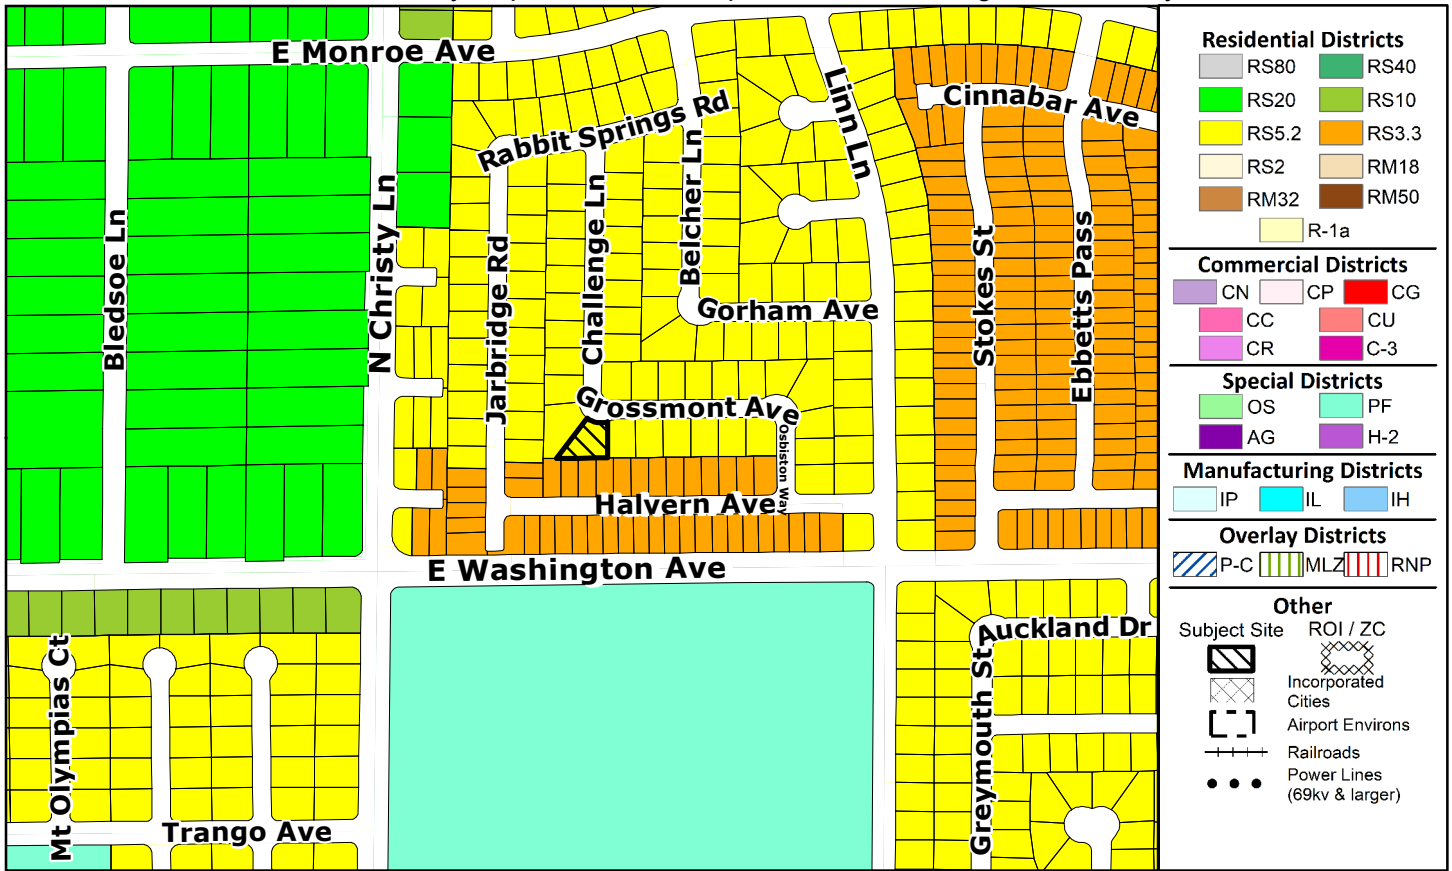 E Monroe Ave
Rabbit Springs Rd
Linn Ln
Cinnabar Ave
Bledsoe Ln
N Christy Ln
Jarbridge Rd
Challenge Ln
Belcher Ln
Gorham Ave
Stokes St
Ebbetts Pass
Grossmont Ave
Halvern Ave
E Washington Ave
Mt Olympias Ct
Trango Ave
Auckland Dr
Greymouth St
Residential Districts
RS80 RS40
RS20 RS10
RS5.2 RS3.3
RS2 RM18
RM32 RM50
R-1a
Commercial Districts
CN CP CG
CC CU
CR C-3
Special Districts
OS PF
AG H-2
Manufacturing Districts
IP IL IH
Overlay Districts
P-C MLZ RNP
Other
Subject Site ROI / ZC
Incorporated
Cities
Airport Environs
Railroads
Power Lines
(69kv & larger)